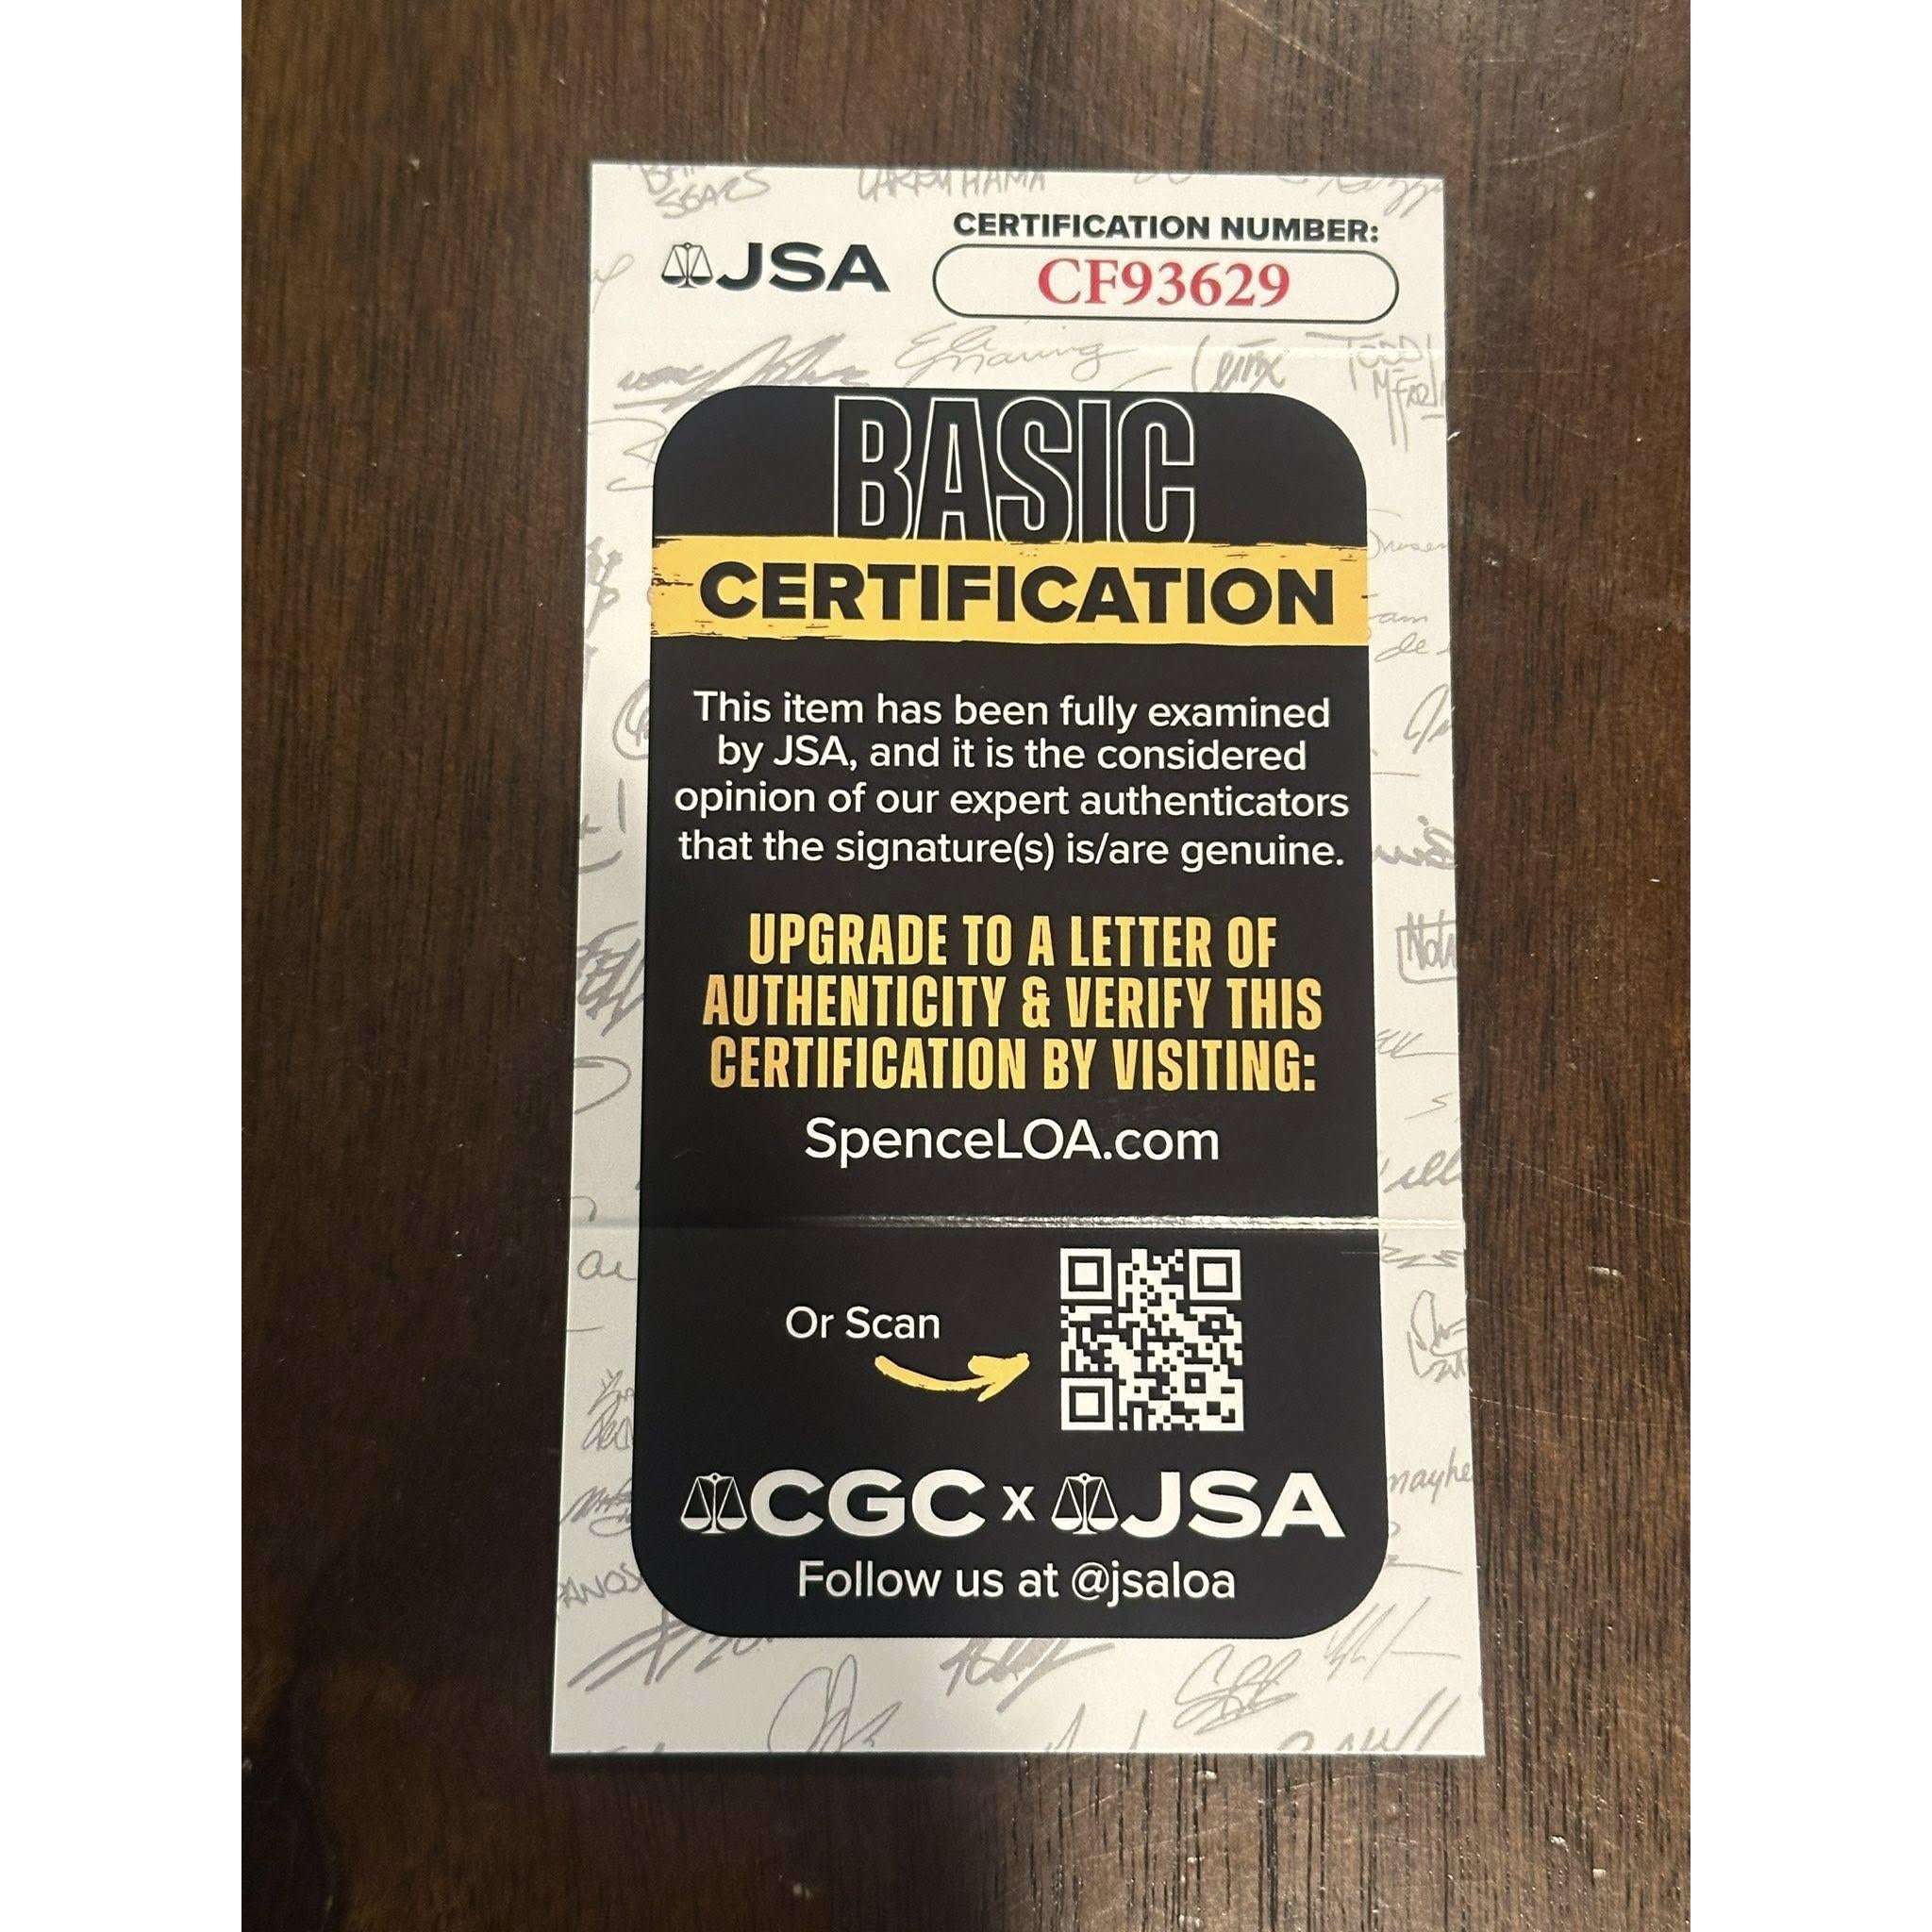 LARRY HAMA
CERTIFICATION NUMBER:
JSA
CF93629
BASIC
CERTIFICATION
This item has been fully examined
by JSA, and it is the considered
opinion of our expert authenticators
that the signature(s) is/are genuine.
UPGRADE TO A LETTER OF
AUTHENTICITY & VERIFY THIS
CERTIFICATION BY VISITING:
SpenceLOA.com
Or Scan
CGC x JSA
Follow us at @jsaloa